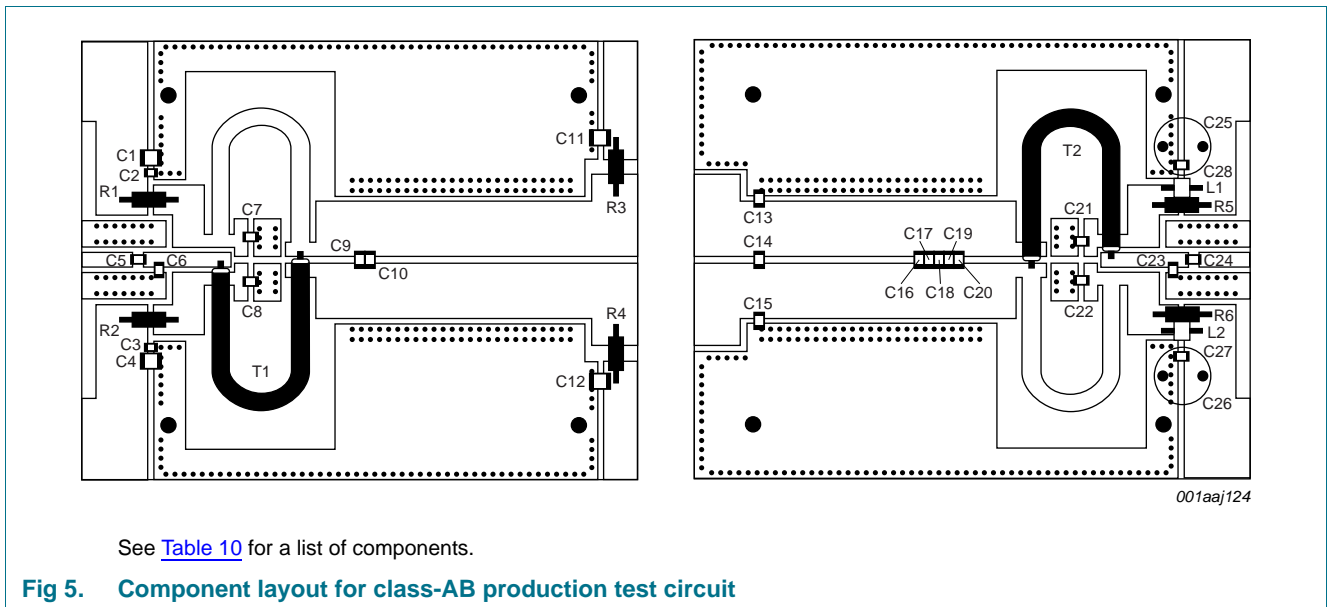 C1
C2
R1
C7
C5
C6
C9
C10
C8
R2
C3
C4
T1
C11
R3
R4
C12
C13
C14
C15
C17
C19
C16
C18
C20
T2
C21
C22
C25
C28
L1
R5
C23
C24
R6
L2
C27
C26
001aaj124
See Table 10 for a list of components.
Fig 5. Component layout for class-AB production test circuit